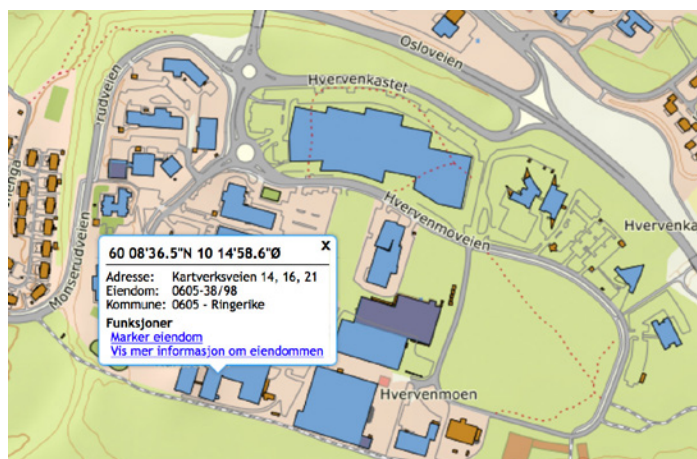 Osloveien
Hvervenkastet
rudveien
Hvervenmoveien
Hvervenka
Monserudveien
60 08'36.5"N 10 14'58.6"Ø
X
Adresse: Kartverksveien 14, 16, 21
Eiendom: 0605-38/98
Kommune: 0605 - Ringerike
Funksjoner
Marker eiendom
Vis mer informasjon om eiendommen
Hvervenmoen